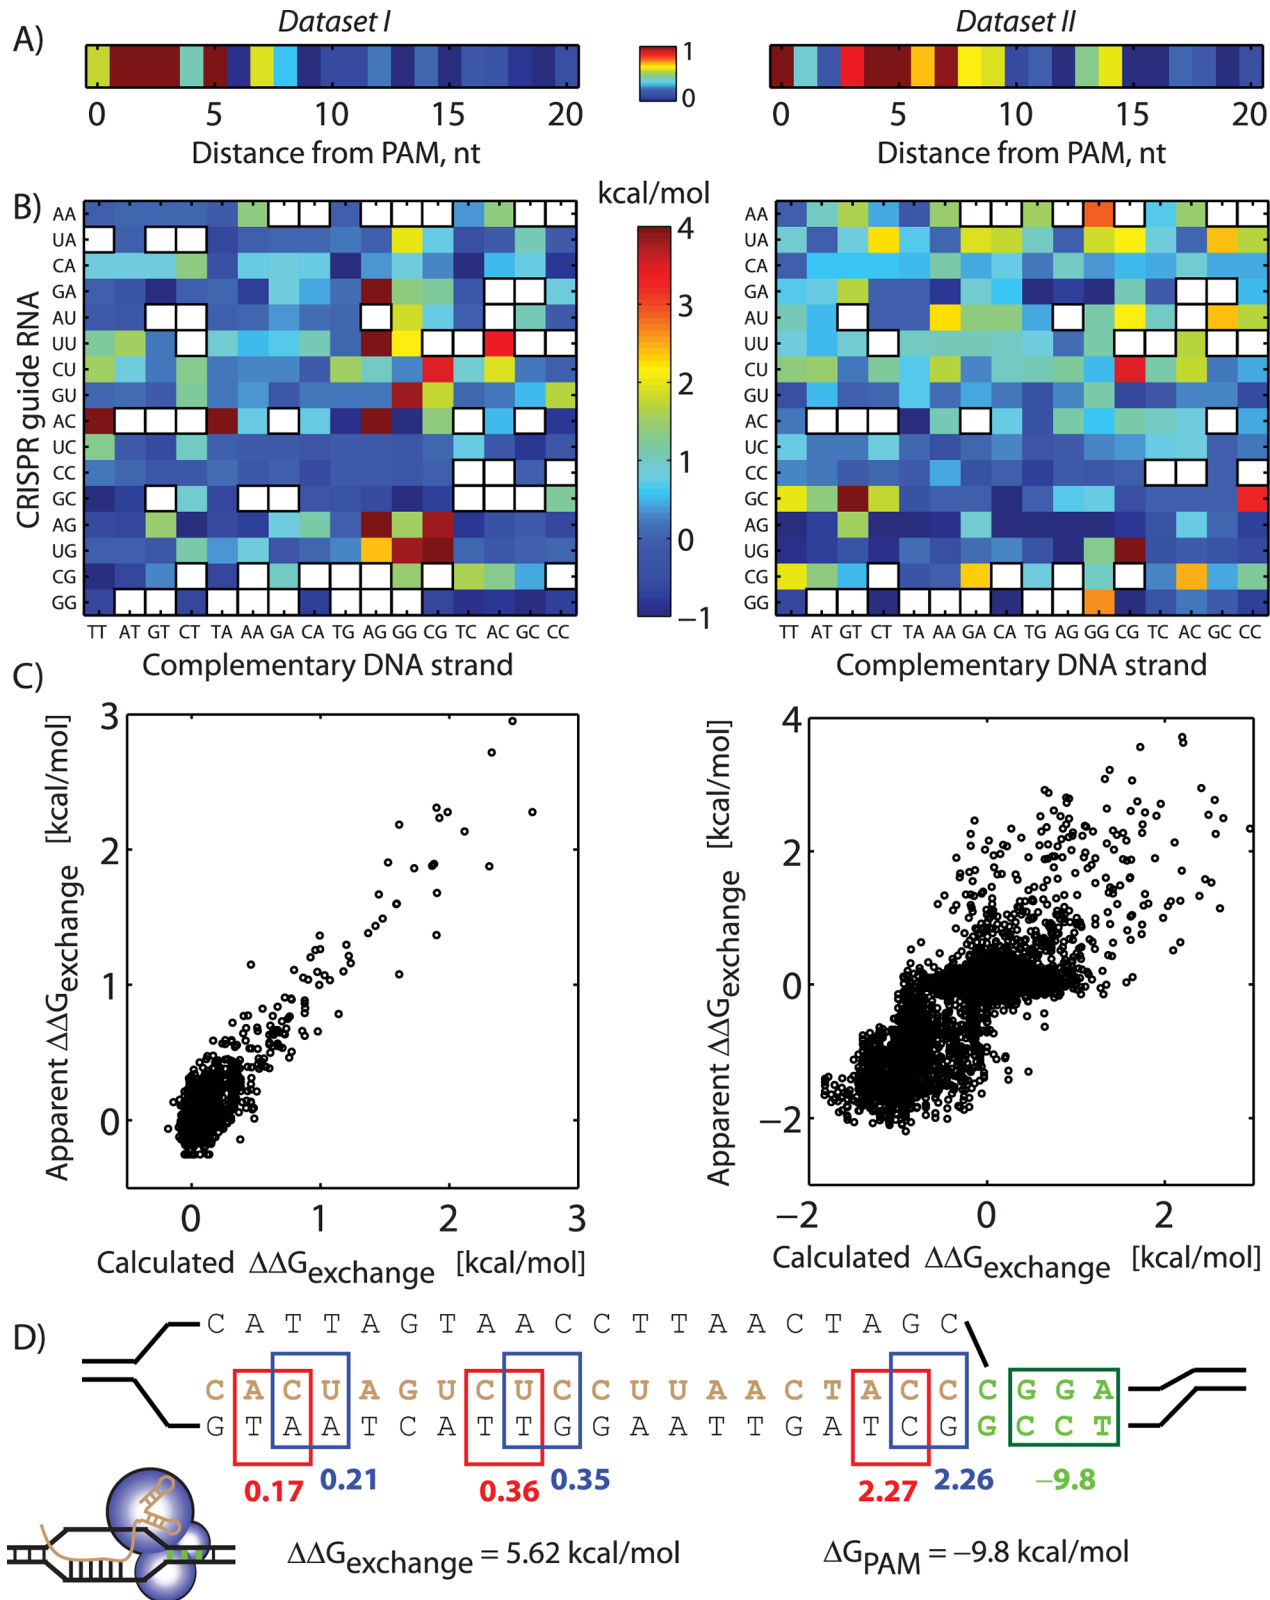 A)
Dataset I
Dataset II
1
0
0 5 10 15 20
0 5 10 15 20
Distance from PAM, nt
Distance from PAM, nt
B)
kcal/mol
CRISPR guide RNA
AA
UA
CA
GA
AU
UU
CU
GU
AC
UC
CC
GC
AG
UG
CG
GG
4
3
2
1
0
−1
AA
UA
CA
GA
AU
UU
CU
GU
AC
UC
CC
GC
AG
UG
CG
GG
TT AT GT CT TA AA GA CA TG AG GG CG TC AC GC CC
TT AT GT CT TA AA GA CA TG AG GG CG TC AC GC CC
Complementary DNA strand
Complementary DNA strand
C)
Apparent ΔΔGexchange [kcal/mol]
3
2
1
0
0 1 2 3
Calculated ΔΔGexchange [kcal/mol]
Apparent ΔΔGexchange [kcal/mol]
4
2
0
−2
−2 0 2
Calculated ΔΔGexchange [kcal/mol]
D)
C A T T A G T A A C C T T A A C T A G C
C A C U A G U C U C C U U A A C T A C C C G G A
G T A A T C A T T G G A A T T G A T C G G C C T
0.17 0.21 0.36 0.35 2.27 2.26 −9.8
ΔΔGexchange = 5.62 kcal/mol
ΔGPAM = −9.8 kcal/mol